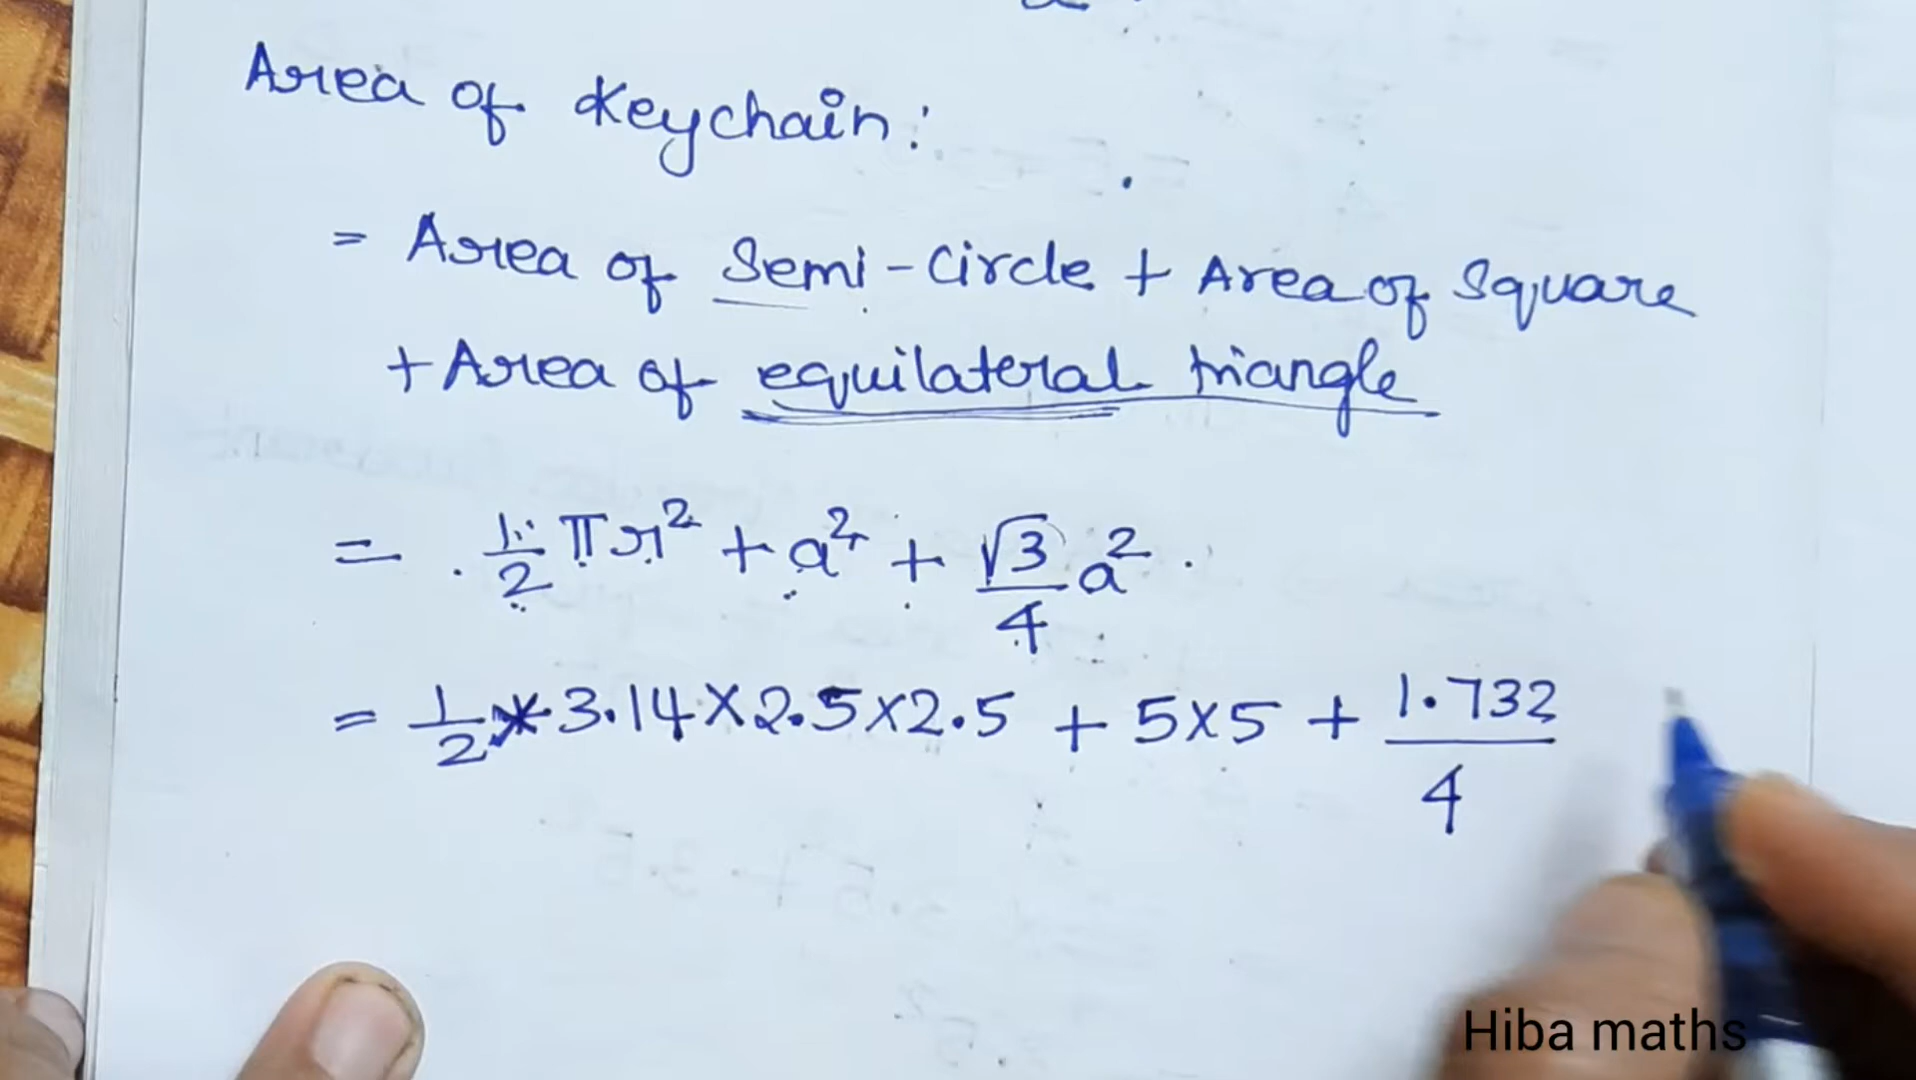 Area of Keychain:
= Area of Semi-Circle + Area of Square
+ Area of equilateral triangle
= 1/2 πr² + a² + √3/4 a²
= 1/2 × 3.14 × 2.5 × 2.5 + 5 × 5 + 1.732/4
Hiba maths